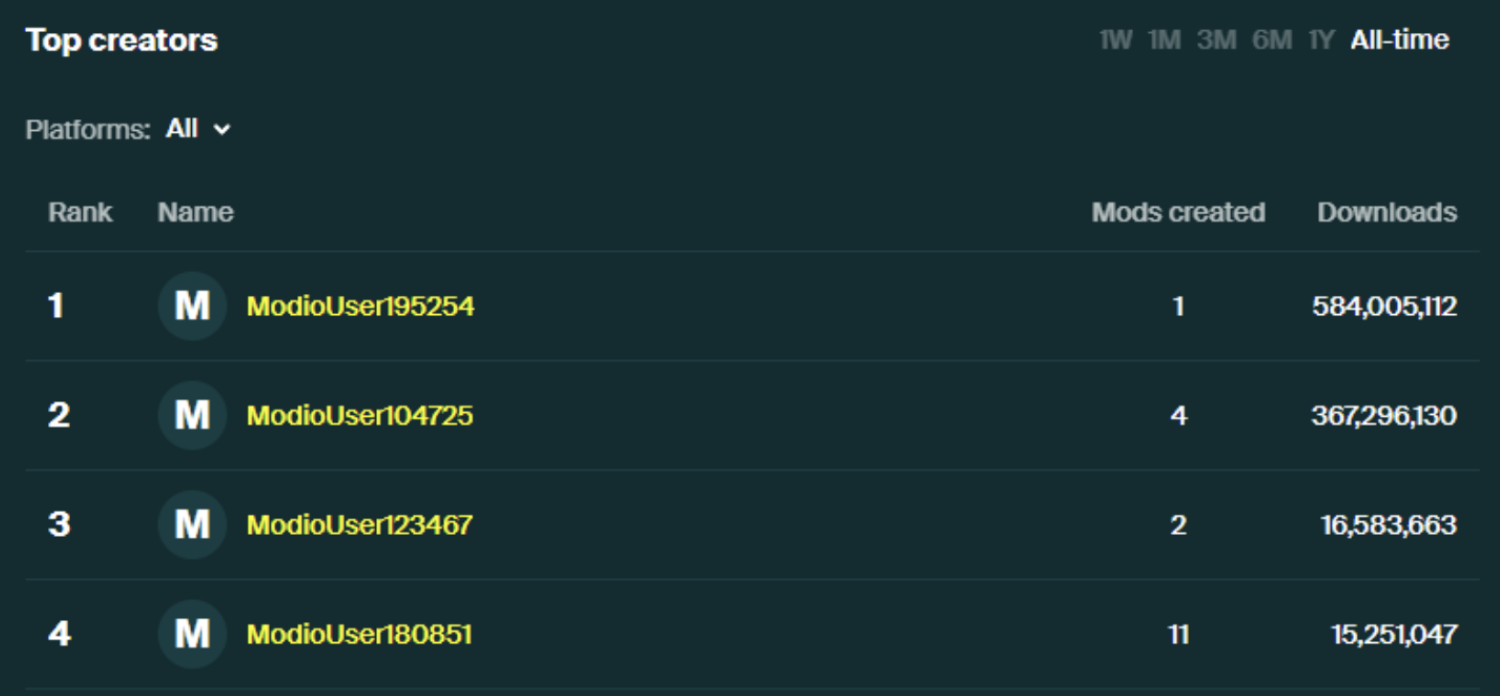 Top creators 1W 1M 3M 6M 1Y All-time
Platforms: All
Rank Name Mods created Downloads
1 M ModioUser195254 1 584,005,112
2 M ModioUser104725 4 367,296,130
3 M ModioUser123467 2 16,583,663
4 M ModioUser180851 11 15,251,047